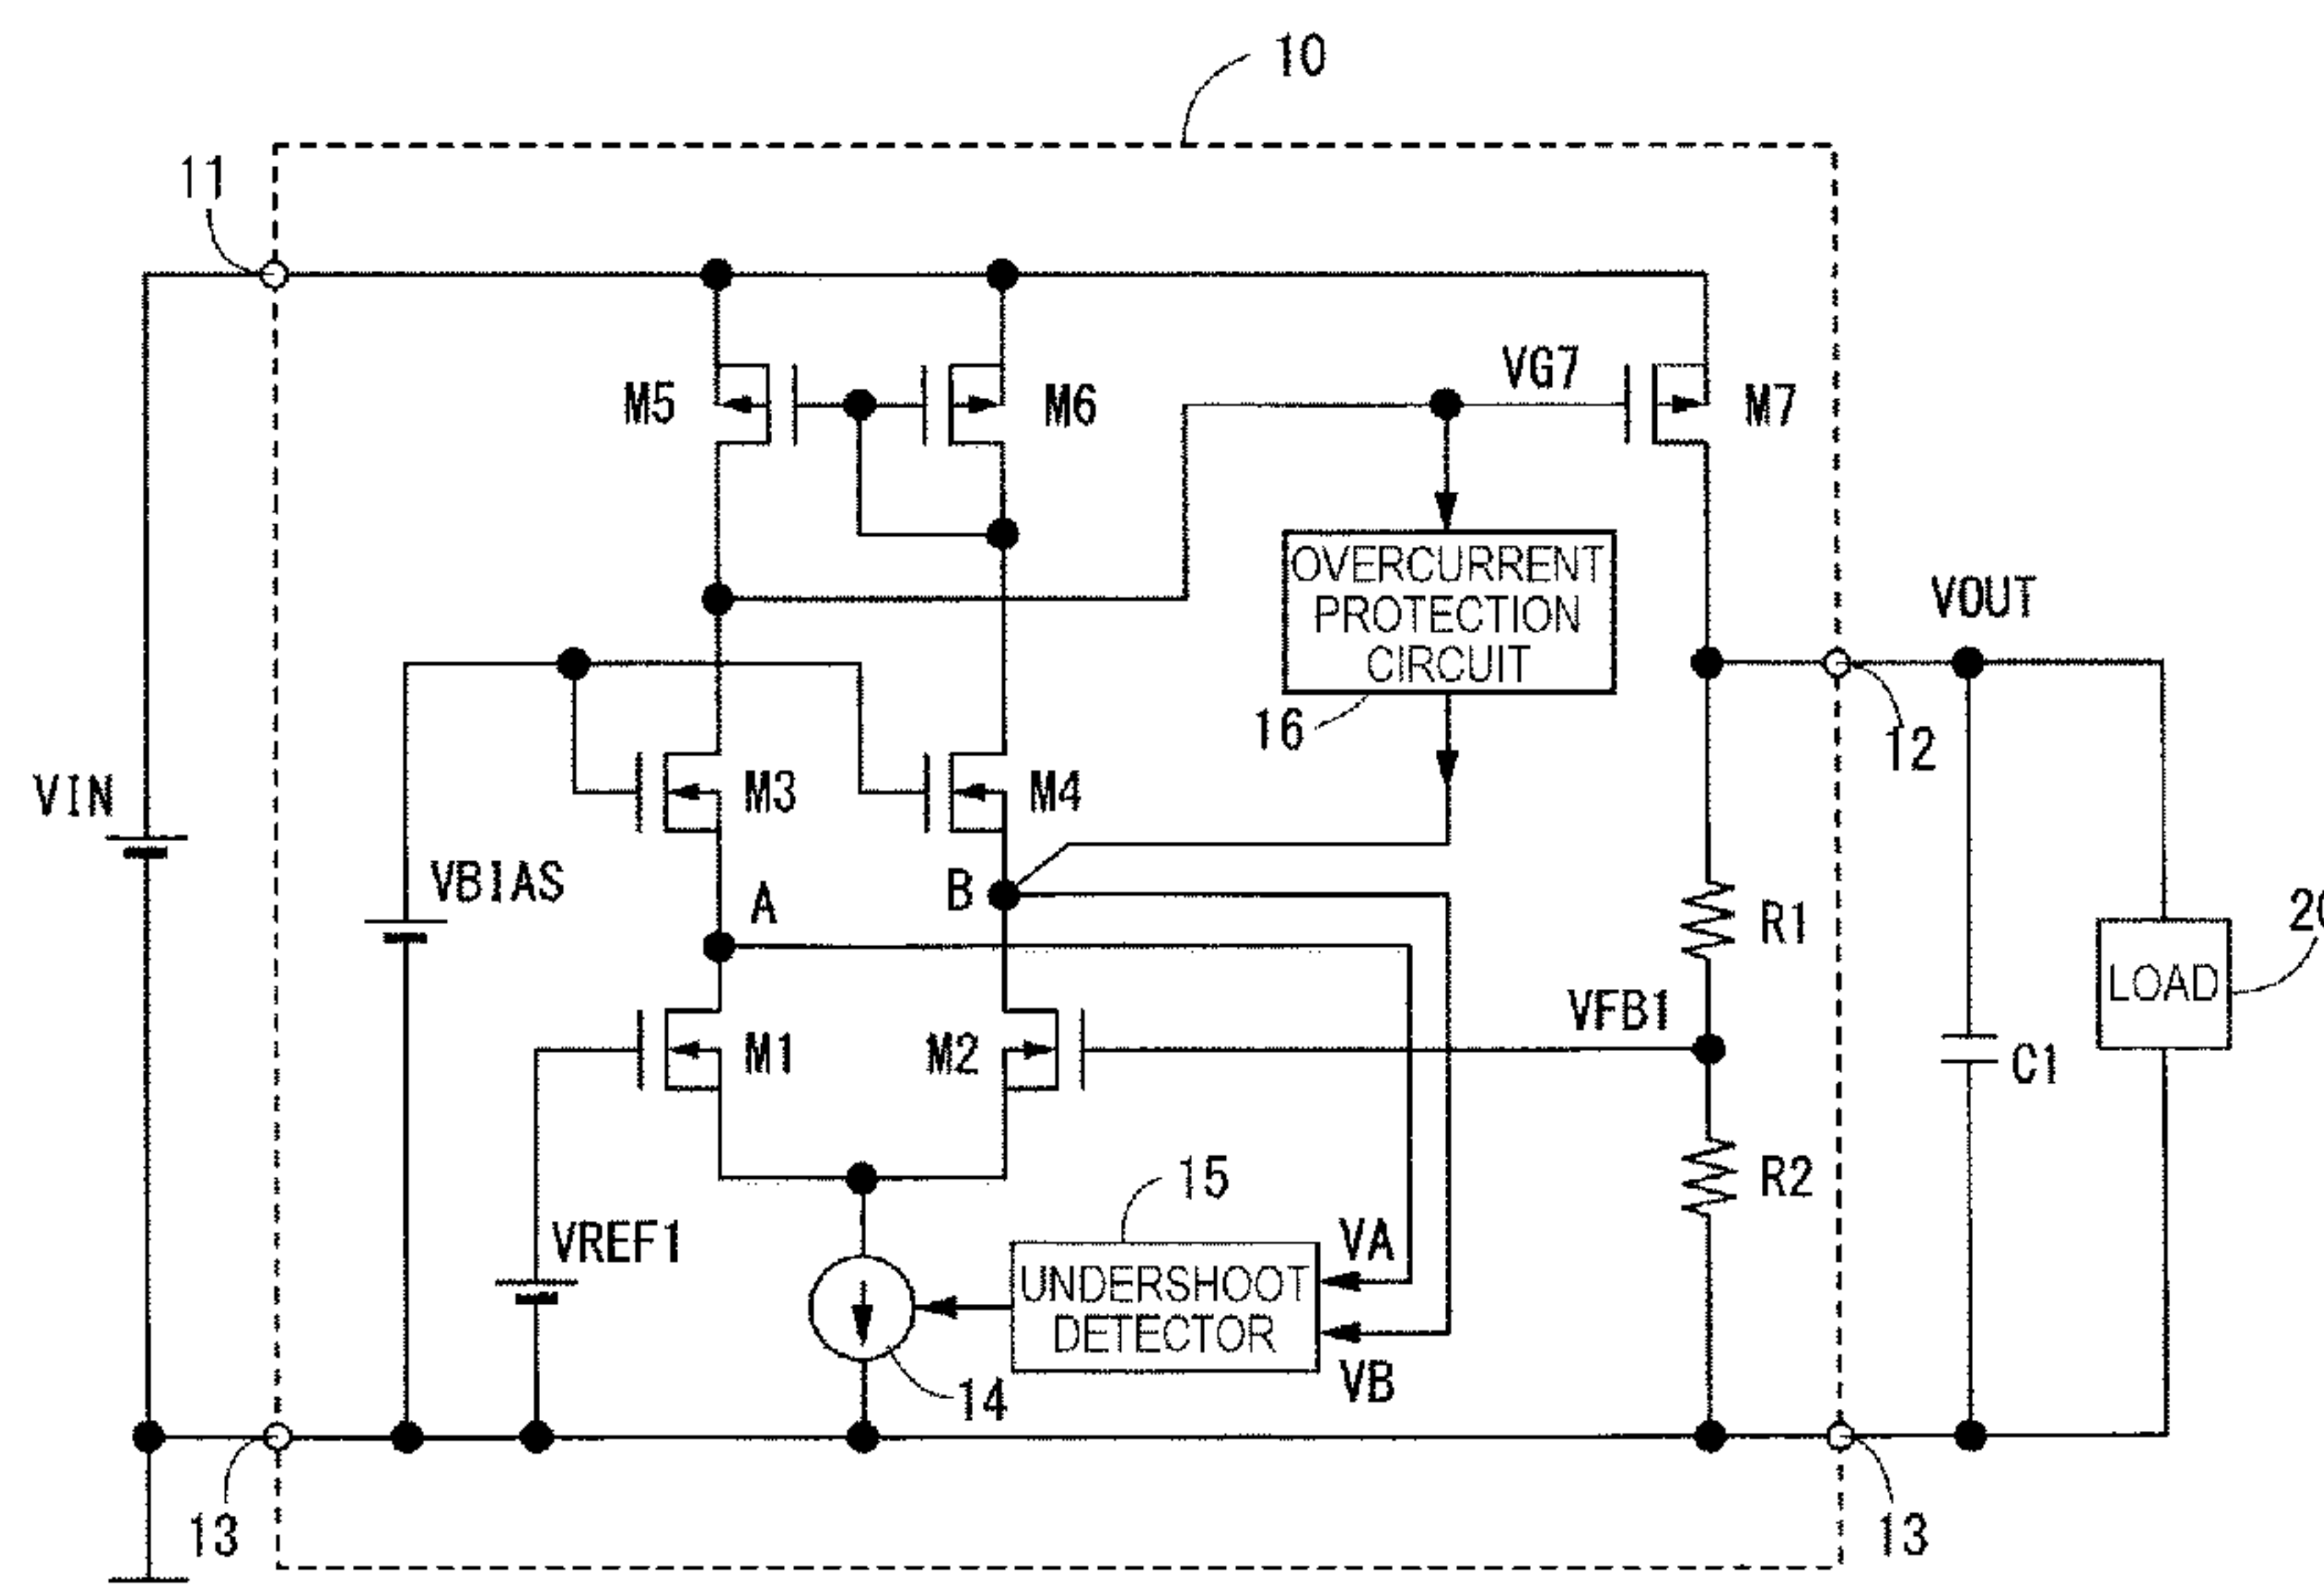 10
11
M5
M6
VG7
M7
OVERCURRENT
PROTECTION
CIRCUIT
16
VOUT
12
VIN
M3
M4
VBIAS
A
B
R1
LOAD
VFB1
M1
M2
C1
15
R2
VREF1
VA
UNDERSHOOT
DETECTOR
VB
14
13
13